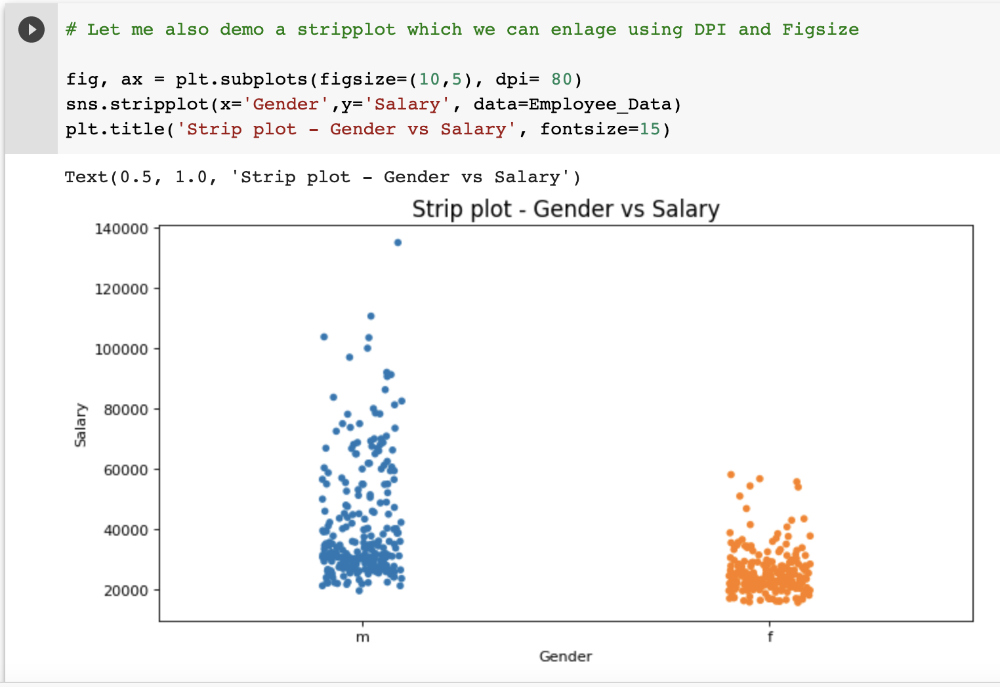 # Let me also demo a stripplot which we can enlage using DPI and Figsize
fig, ax = plt.subplots(figsize=(10,5), dpi= 80)
sns.stripplot(x='Gender',y='Salary', data=Employee_Data)
plt.title('Strip plot - Gender vs Salary', fontsize=15)
Text(0.5, 1.0, 'Strip plot - Gender vs Salary')
Strip plot - Gender vs Salary
140000
120000
100000
80000
60000
40000
20000
Salary
m f
Gender